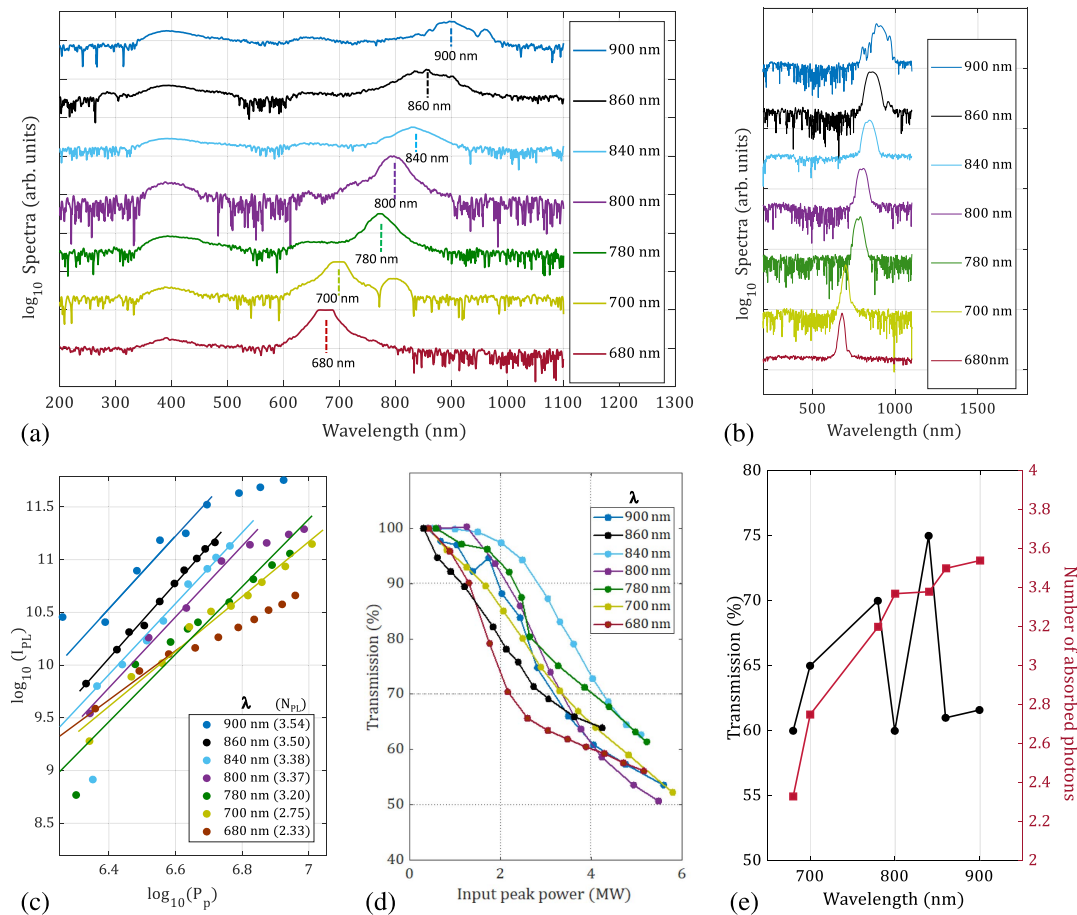 900 nm
860 nm
840 nm
800 nm
780 nm
700 nm
680 nm
900 nm
860 nm
840 nm
800 nm
780 nm
700 nm
680 nm
log10 Spectra (arb. units)
200 300 400 500 600 700 800 900 1000 1100 1200 1300
Wavelength (nm)
(a)
900 nm
860 nm
840 nm
800 nm
780 nm
700 nm
680nm
log10 Spectra (arb. units)
500 1000 1500
Wavelength (nm)
(b)
11.5
11
10.5
10
9.5
9
8.5
log10 (IPL)
λ (NPL)
900 nm (3.54)
860 nm (3.50)
840 nm (3.38)
800 nm (3.37)
780 nm (3.20)
700 nm (2.75)
680 nm (2.33)
6.4 6.6 6.8 7
log10(Pp)
(c)
110
100
90
80
70
60
50
40
Transmission (%)
λ
900 nm
860 nm
840 nm
800 nm
780 nm
700 nm
680 nm
0 2 4 6
Input peak power (MW)
(d)
80
75
70
65
60
55
50
Transmission (%)
4
3.8
3.6
3.4
3.2
3
2.8
2.6
2.4
2.2
2
Number of absorbed photons
700 800 900
Wavelength (nm)
(e)